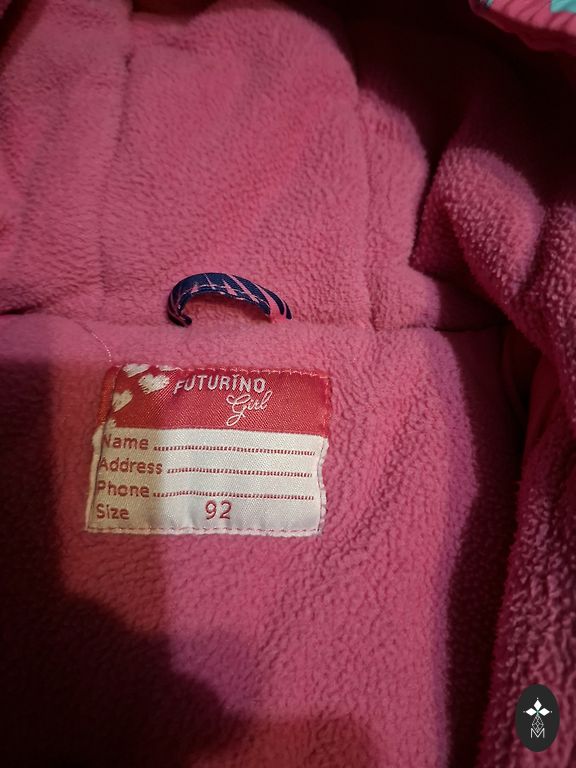 FUTURINO
Girl
Name
Address
Phone
Size 92
M